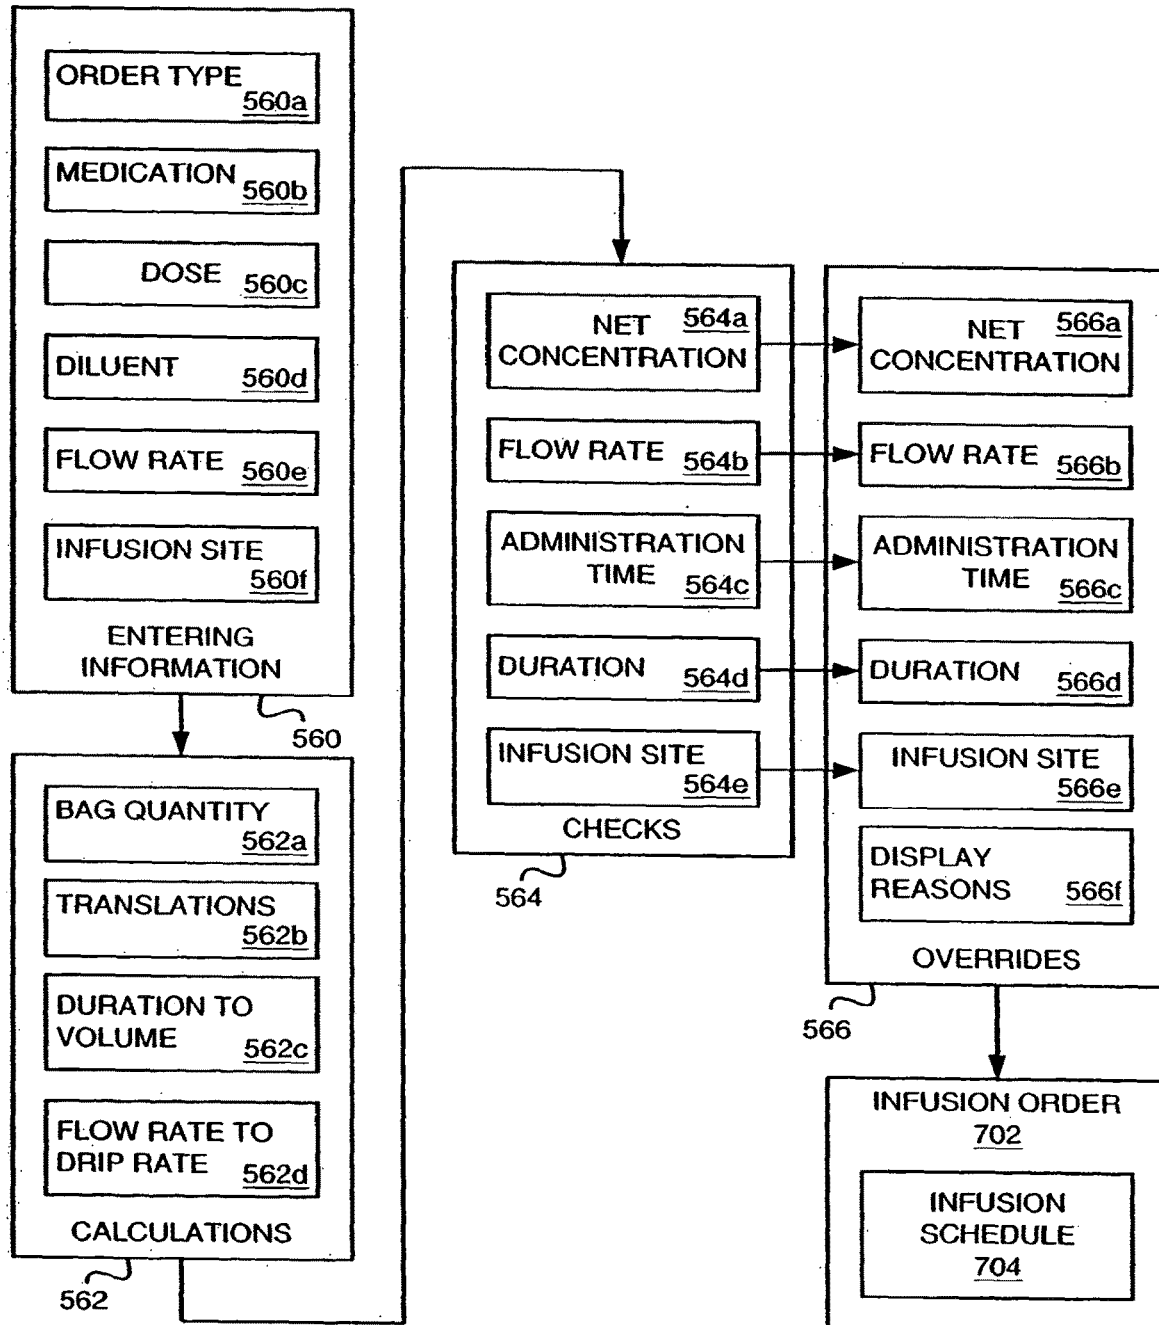 ORDER TYPE
560a
MEDICATION
560b
DOSE
560c
DILUENT
560d
FLOW RATE
560e
INFUSION SITE
560f
ENTERING
INFORMATION
560
BAG QUANTITY
562a
TRANSLATIONS
562b
DURATION TO
VOLUME
562c
FLOW RATE TO
DRIP RATE
562d
CALCULATIONS
562
NET
564a
CONCENTRATION
FLOW RATE
564b
ADMINISTRATION
TIME
564c
DURATION
564d
INFUSION SITE
564e
CHECKS
564
NET
566a
CONCENTRATION
FLOW RATE
566b
ADMINISTRATION
TIME
566c
DURATION
566d
INFUSION SITE
566e
DISPLAY
REASONS
566f
OVERRIDES
566
INFUSION ORDER
702
INFUSION
SCHEDULE
704